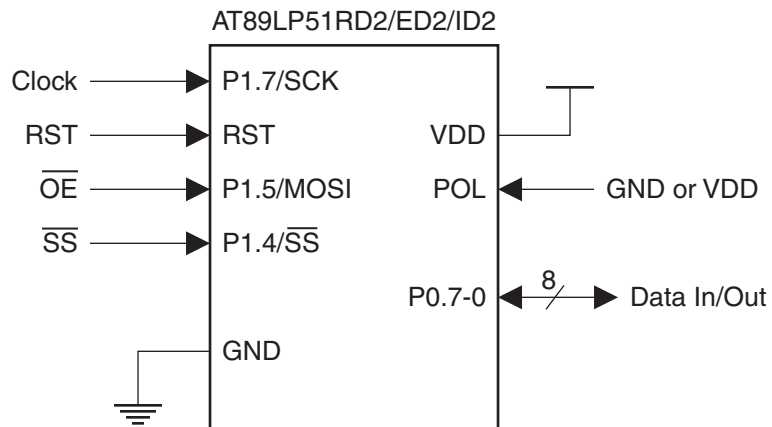 AT89LP51RD2/ED2/ID2
Clock P1.7/SCK
RST RST VDD
OE P1.5/MOSI POL GND or VDD
SS P1.4/SS
P0.7-0 8 Data In/Out
GND